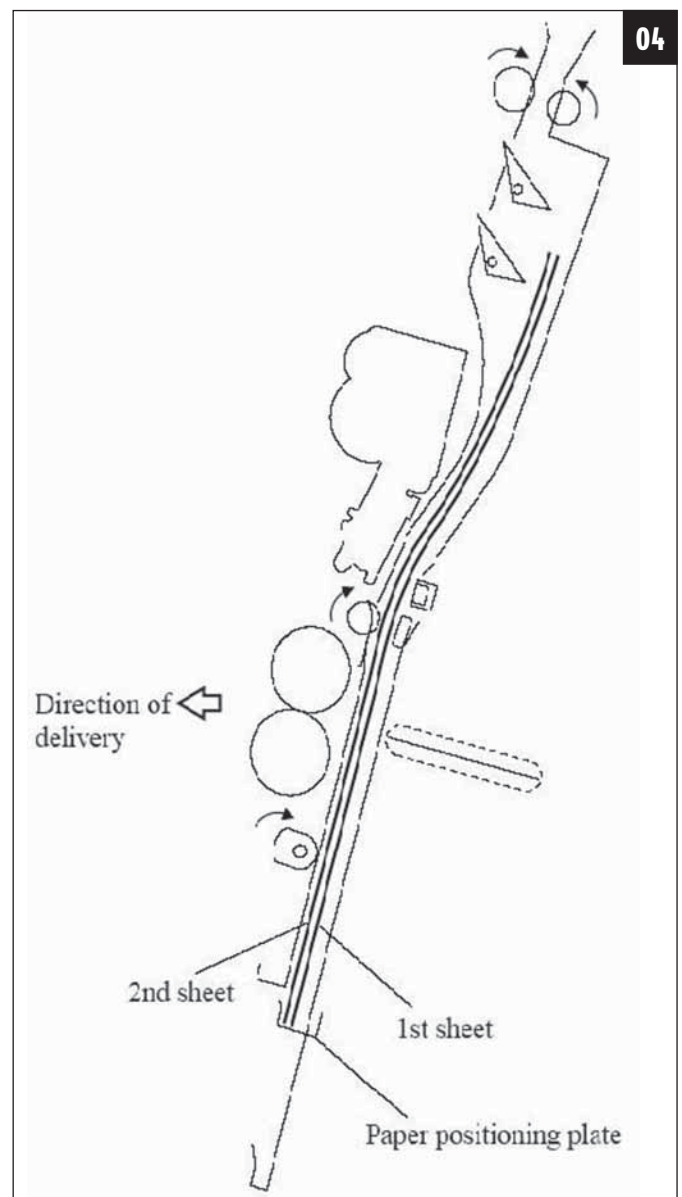 04
Direction of
delivery
2nd sheet
1st sheet
Paper positioning plate